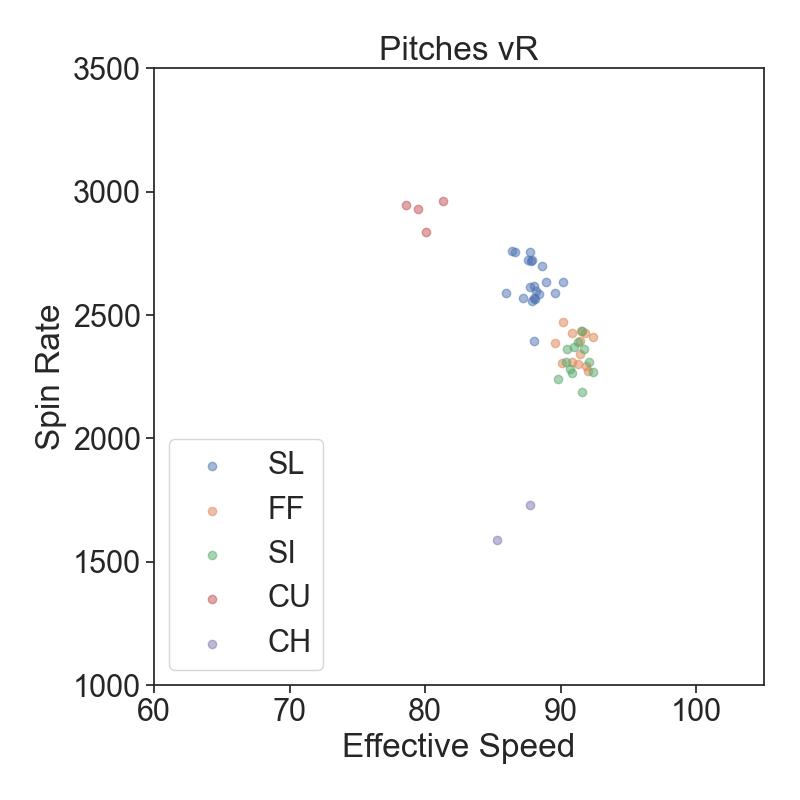 Pitches vR
3500
3000
2500
2000
1500
1000
Spin Rate
SL
FF
SI
CU
CH
60 70 80 90 100
Effective Speed